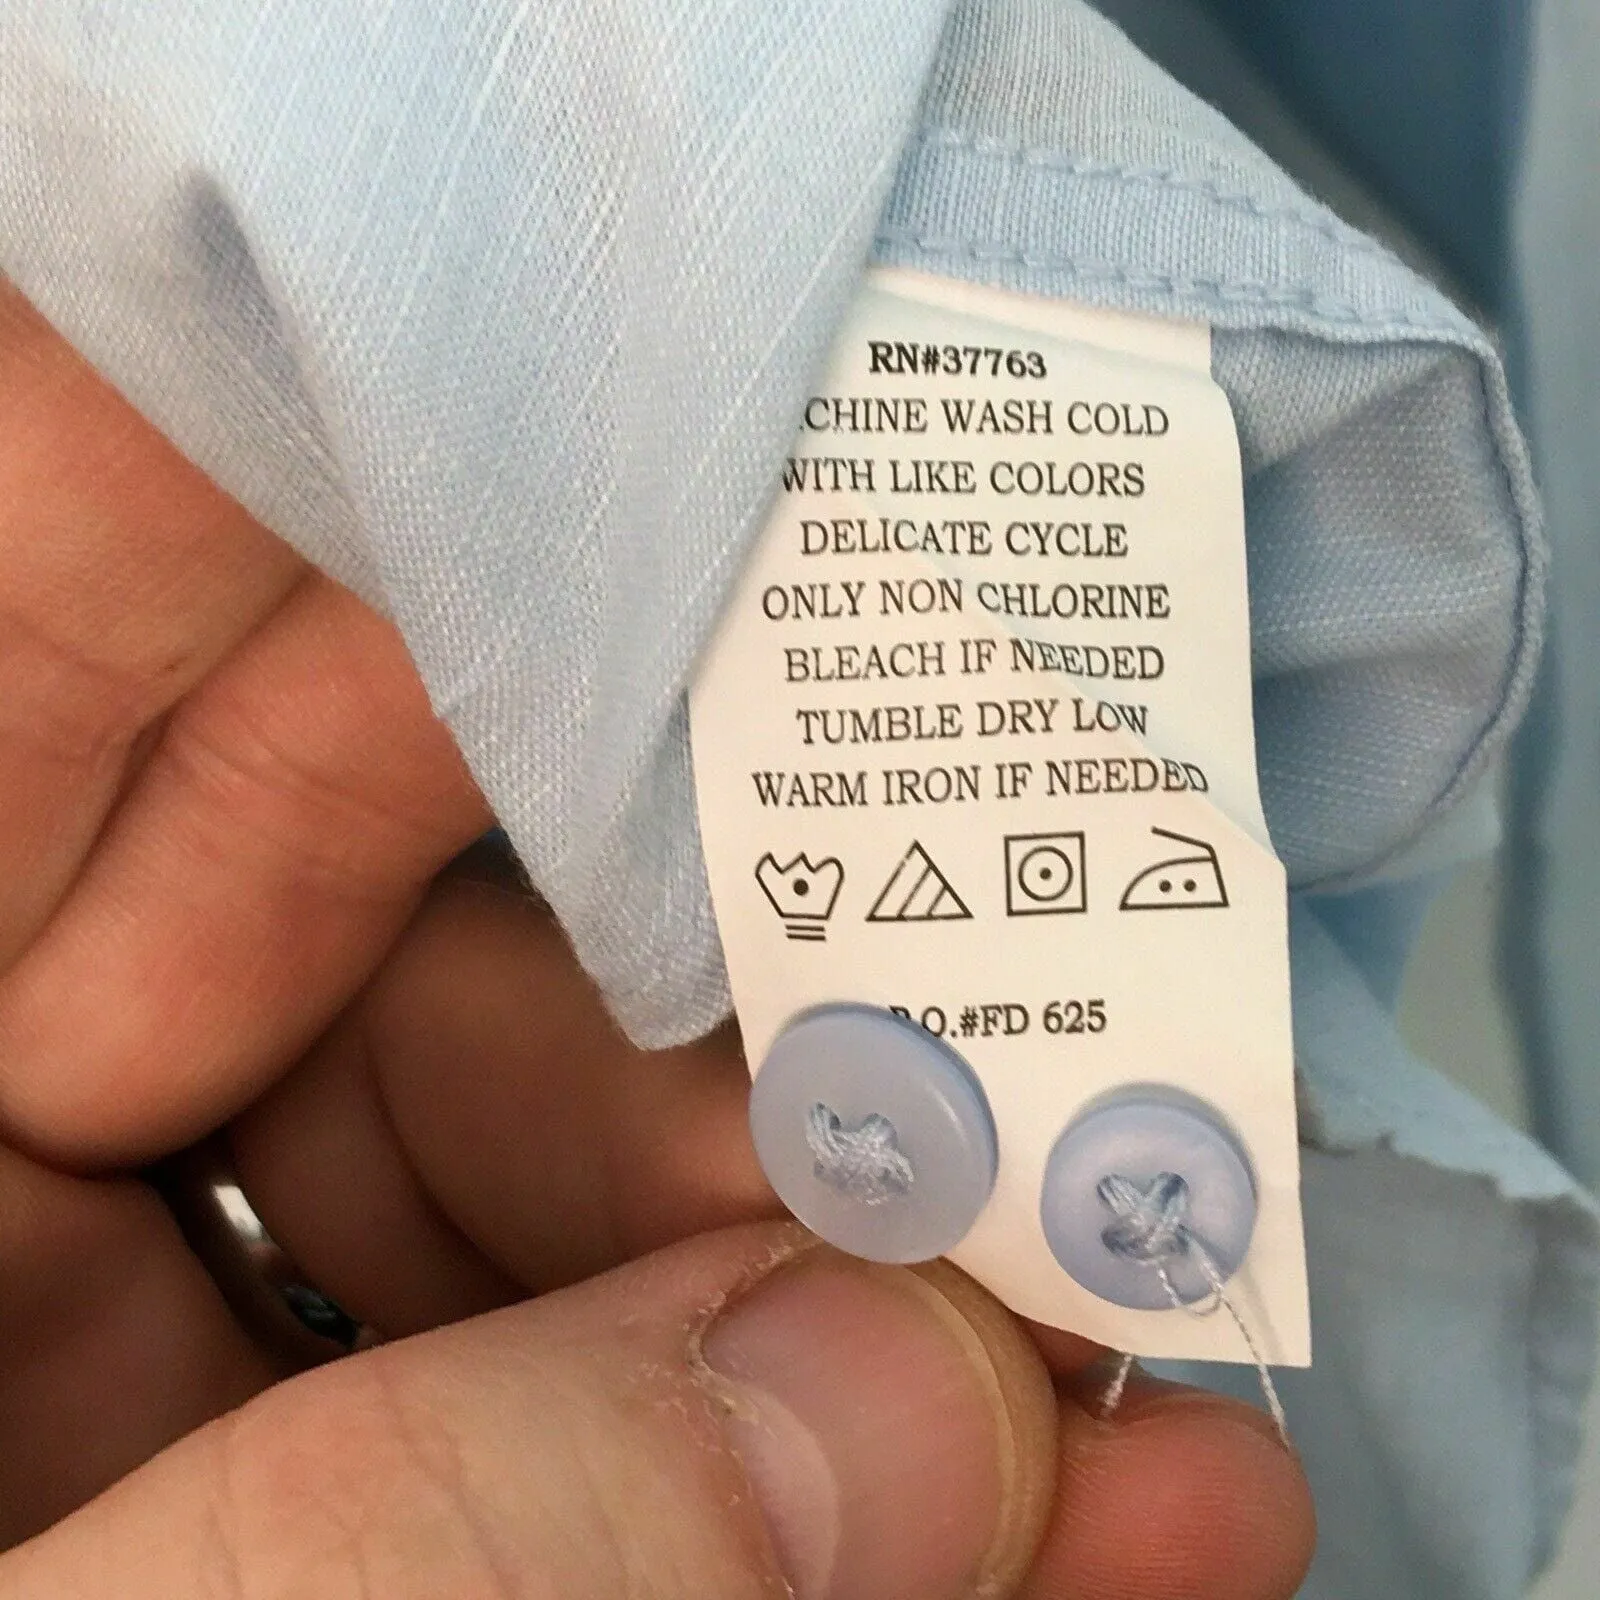 RN#37763
CHINE WASH COLD
WITH LIKE COLORS
DELICATE CYCLE
ONLY NON CHLORINE
BLEACH IF NEEDED
TUMBLE DRY LOW
WARM IRON IF NEEDED
P.O.#FD 625